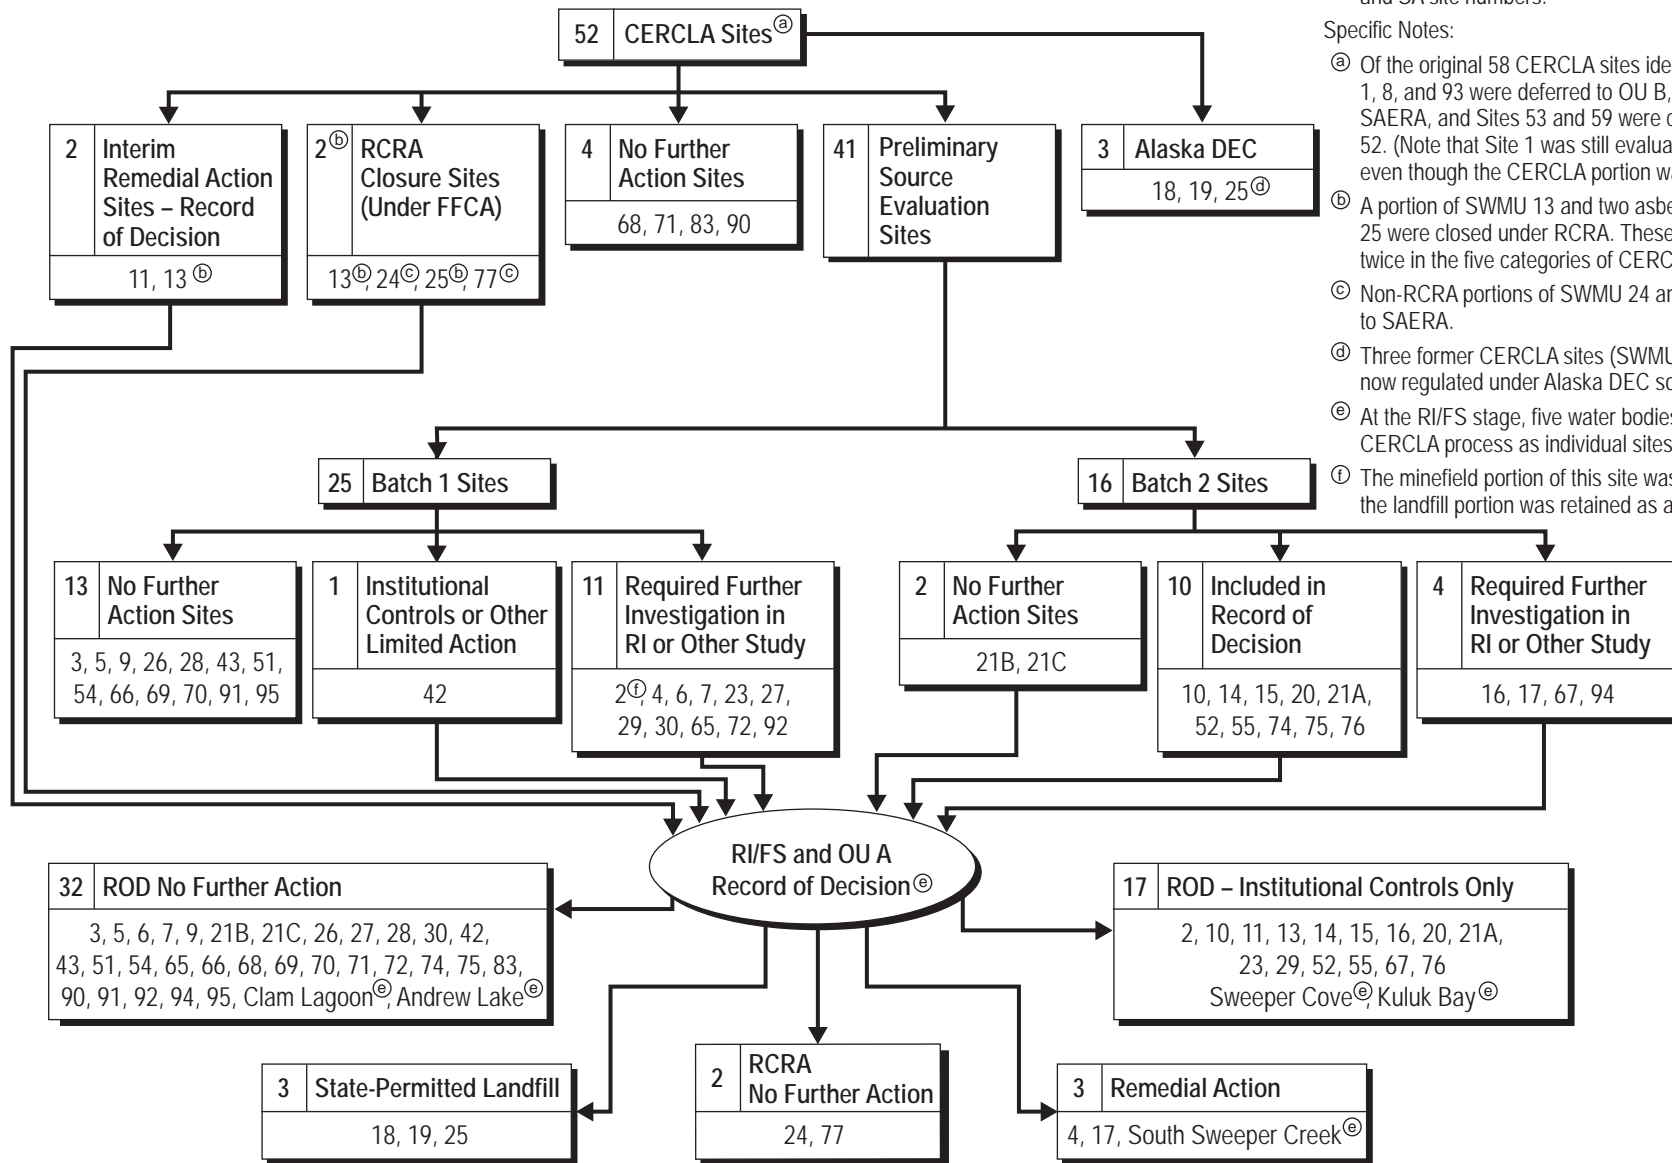 and SA site numbers.
Specific Notes:
ⓐ Of the original 58 CERCLA sites
1, 8, and 93 were deferred to OU B,
SAERA, and Sites 53 and 59 were
52. (Note that Site 1 was still
even though the CERCLA portion
ⓑ A portion of SWMU 13 and two
25 were closed under RCRA. These
twice in the five categories of
ⓒ Non-RCRA portions of SWMU 24
to SAERA.
ⓓ Three former CERCLA sites
now regulated under Alaska DEC
ⓔ At the RI/FS stage, five water
CERCLA process as individual sites
ⓕ The minefield portion of this site was
the landfill portion was retained as a
52 CERCLA Sites ⓐ
2 Interim
Remedial Action
Sites – Record
of Decision
11, 13 ⓑ
2ⓑ RCRA
Closure Sites
(Under FFCA)
13ⓑ, 24ⓒ, 25ⓑ, 77ⓒ
4 No Further
Action Sites
68, 71, 83, 90
41 Preliminary
Source
Evaluation
Sites
3 Alaska DEC
18, 19, 25ⓓ
25 Batch 1 Sites
16 Batch 2 Sites
13 No Further
Action Sites
3, 5, 9, 26, 28, 43, 51,
54, 66, 69, 70, 91, 95
1 Institutional
Controls or Other
Limited Action
42
11 Required Further
Investigation in
RI or Other Study
2ⓕ, 4, 6, 7, 23, 27,
29, 30, 65, 72, 92
2 No Further
Action Sites
21B, 21C
10 Included in
Record of
Decision
10, 14, 15, 20, 21A,
52, 55, 74, 75, 76
4 Required Further
Investigation in
RI or Other Study
16, 17, 67, 94
RI/FS and OU A
Record of Decision ⓔ
32 ROD No Further Action
3, 5, 6, 7, 9, 21B, 21C, 26, 27, 28, 30, 42,
43, 51, 54, 65, 66, 68, 69, 70, 71, 72, 74, 75, 83,
90, 91, 92, 94, 95, Clam Lagoonⓔ, Andrew Lakeⓔ
17 ROD – Institutional Controls Only
2, 10, 11, 13, 14, 15, 16, 20, 21A,
23, 29, 52, 55, 67, 76
Sweeper Coveⓔ, Kuluk Bayⓔ
3 State-Permitted Landfill
18, 19, 25
2 RCRA
No Further Action
24, 77
3 Remedial Action
4, 17, South Sweeper Creekⓔ